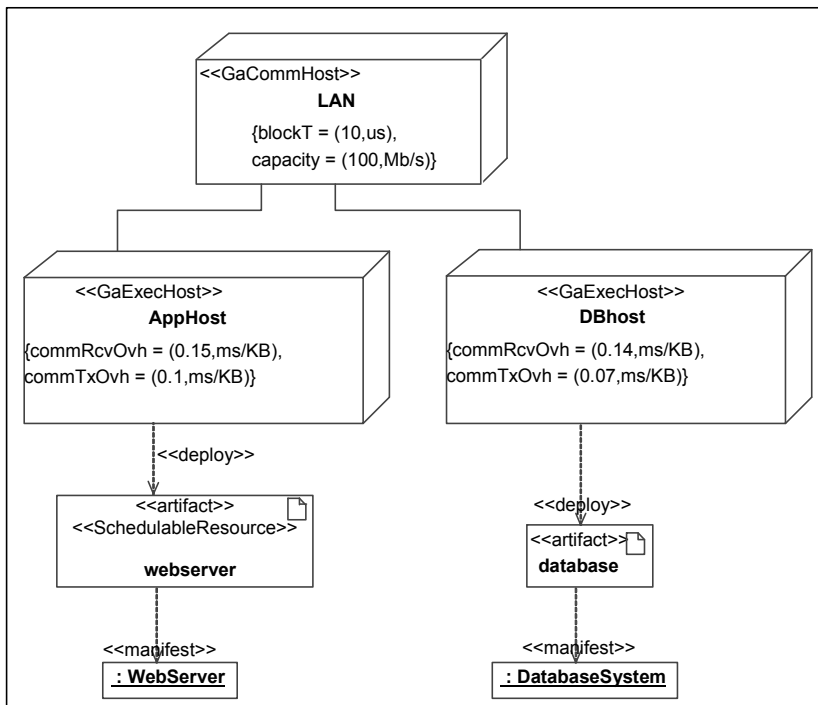 <<GaCommHost>>
LAN
{blockT = (10,us),
capacity = (100,Mb/s)}
<<GaExecHost>>
AppHost
{commRcvOvh = (0.15,ms/KB),
commTxOvh = (0.1,ms/KB)}
<<GaExecHost>>
DBhost
{commRcvOvh = (0.14,ms/KB),
commTxOvh = (0.07,ms/KB)}
<<deploy>>
<<artifact>>
<<SchedulableResource>>
webserver
<<deploy>>
<<artifact>>
database
<<manifest>>
: WebServer
<<manifest>>
: DatabaseSystem